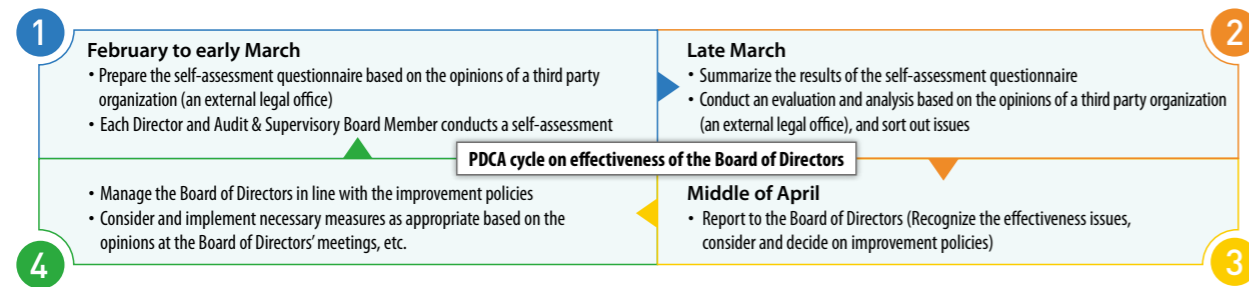 1
February to early March
• Prepare the self-assessment questionnaire based on the opinions of a third party
organization (an external legal office)
• Each Director and Audit & Supervisory Board Member conducts a self-assessment
2
Late March
• Summarize the results of the self-assessment questionnaire
• Conduct an evaluation and analysis based on the opinions of a third party organization
(an external legal office), and sort out issues
PDCA cycle on effectiveness of the Board of Directors
Middle of April
• Report to the Board of Directors (Recognize the effectiveness issues,
consider and decide on improvement policies)
3
• Manage the Board of Directors in line with the improvement policies
• Consider and implement necessary measures as appropriate based on the
opinions at the Board of Directors' meetings, etc.
4